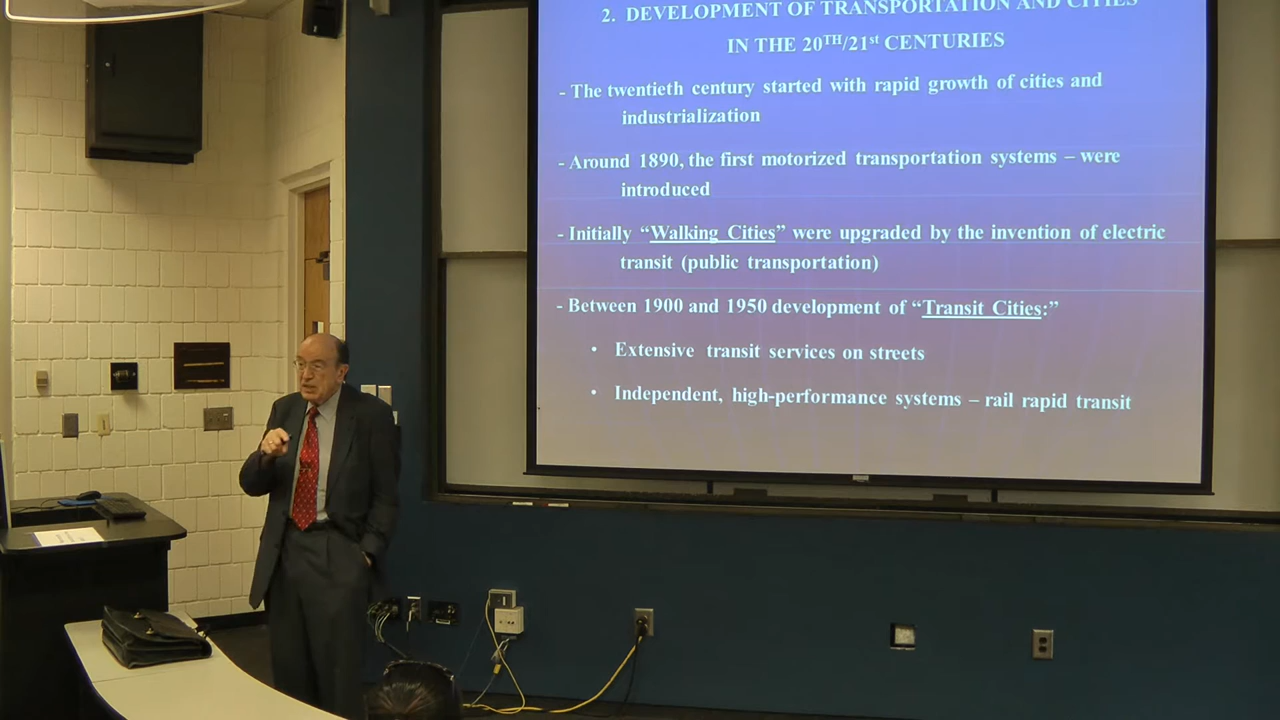 2. DEVELOPMENT OF TRANSPORTATION AND CITIES
IN THE 20TH/21st CENTURIES
- The twentieth century started with rapid growth of cities and
industrialization
- Around 1890, the first motorized transportation systems – were
introduced
- Initially “Walking Cities” were upgraded by the invention of electric
transit (public transportation)
- Between 1900 and 1950 development of “Transit Cities:”
• Extensive transit services on streets
• Independent, high-performance systems – rail rapid transit